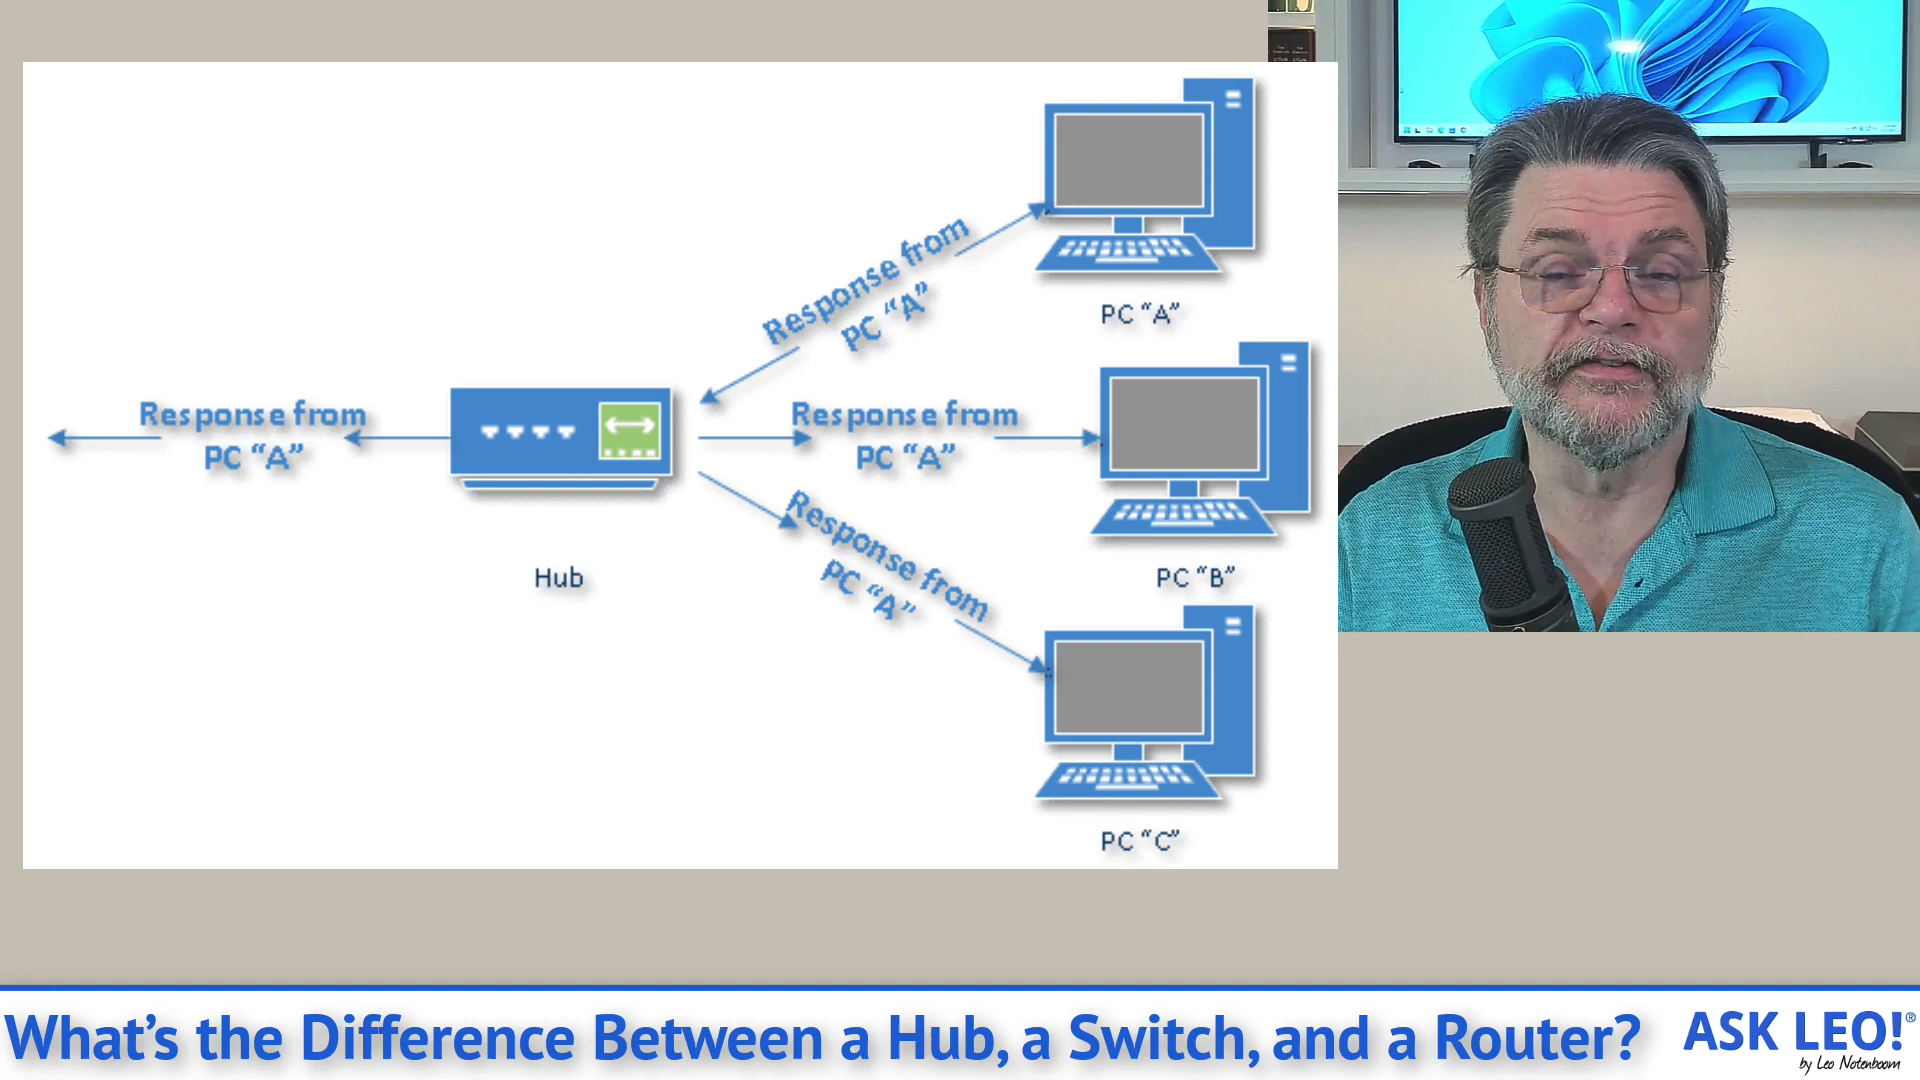 Response from
PC “A”
PC “A”
Response from
PC “A”
Response from
PC “A”
PC “B”
Hub
Response from
PC “A”
PC “C”
What’s the Difference Between a Hub, a Switch, and a Router?
ASK LEO!®
by Leo Notenboom